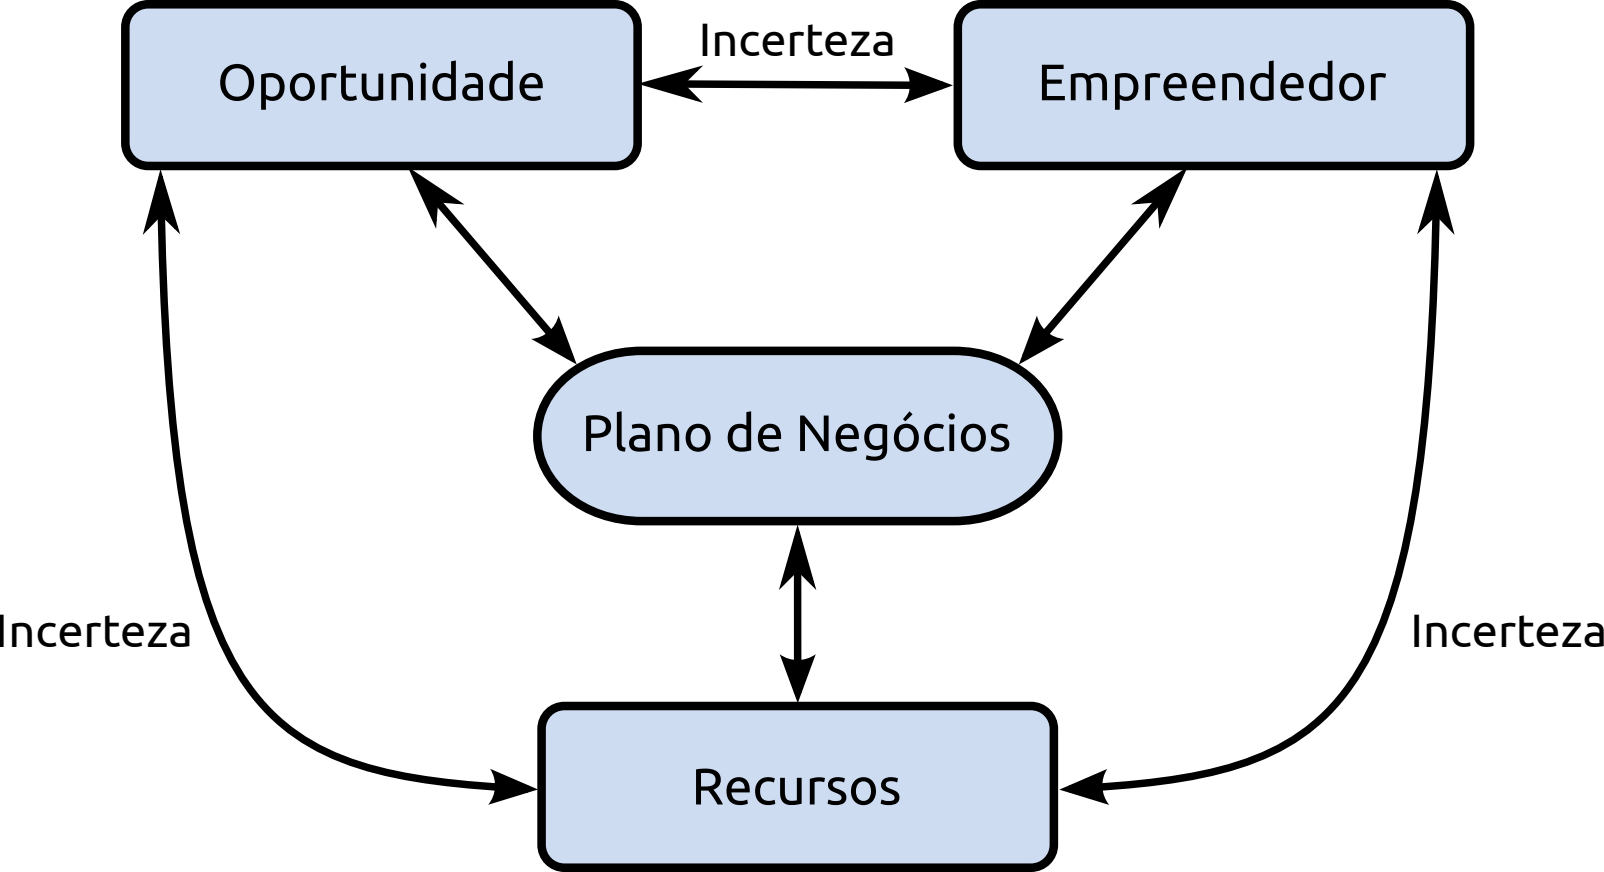 Incerteza
Oportunidade
Empreendedor
Plano de Negócios
Incerteza
Incerteza
Recursos